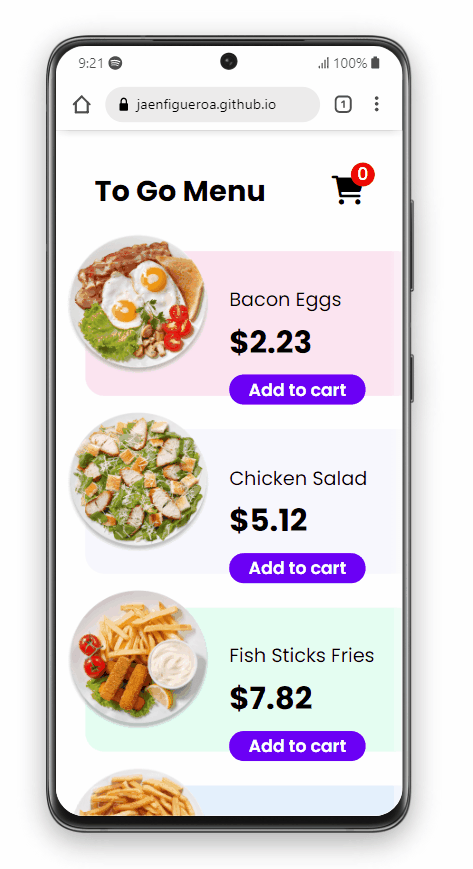 9:21 100%
jaenfigueroa.github.io 1
0
To Go Menu
Bacon Eggs
$2.23
Add to cart
Chicken Salad
$5.12
Add to cart
Fish Sticks Fries
$7.82
Add to cart